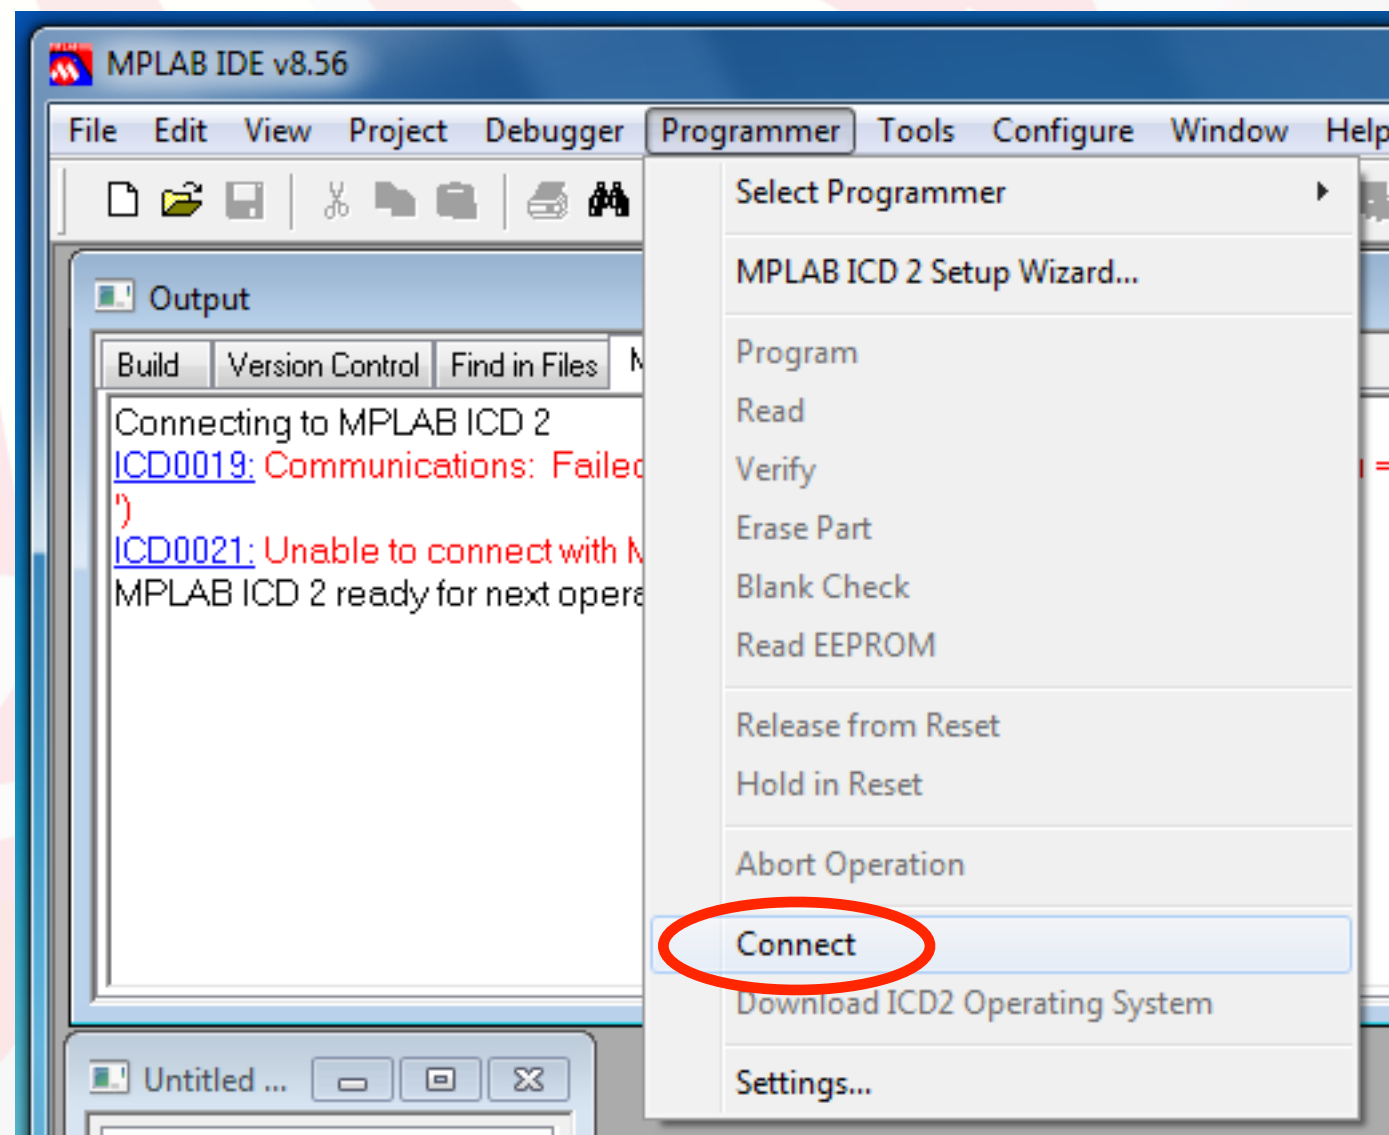 MPLAB IDE v8.56
File Edit View Project Debugger Programmer Tools Configure Window Help
Output
Build Version Control Find in Files
Connecting to MPLAB ICD 2
ICD0019: Communications: Failed
=
')
ICD0021: Unable to connect with M
MPLAB ICD 2 ready for next opera
Untitled ...
Select Programmer
MPLAB ICD 2 Setup Wizard...
Program
Read
Verify
Erase Part
Blank Check
Read EEPROM
Release from Reset
Hold in Reset
Abort Operation
Connect
Download ICD2 Operating System
Settings...